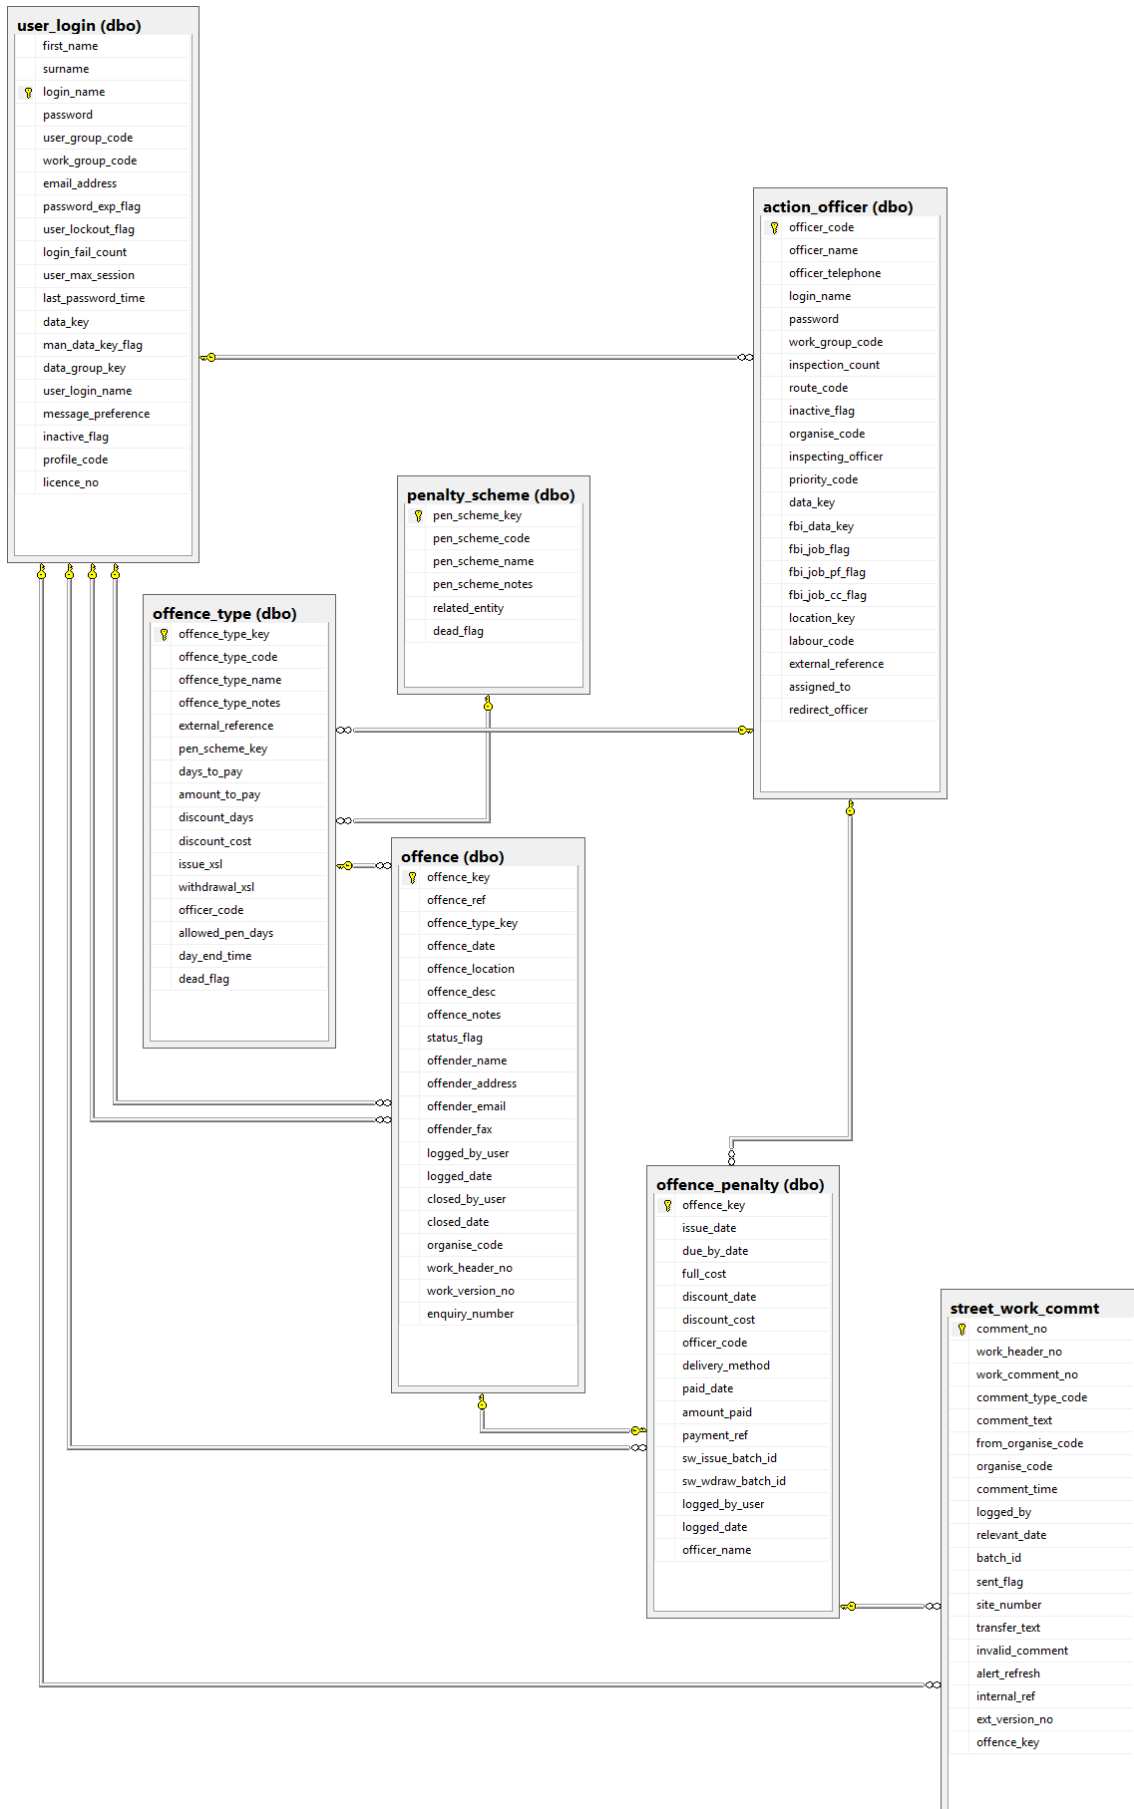 user_login (dbo)
first_name
surname
login_name
password
user_group_code
work_group_code
email_address
password_exp_flag
user_lockout_flag
login_fail_count
user_max_session
last_password_time
data_key
man_data_key_flag
data_group_key
user_login_name
message_preference
inactive_flag
profile_code
licence_no
action_officer (dbo)
officer_code
officer_name
officer_telephone
login_name
password
work_group_code
inspection_count
route_code
inactive_flag
organise_code
inspecting_officer
priority_code
data_key
fbi_data_key
fbi_job_flag
fbi_job_pf_flag
fbi_job_cc_flag
location_key
labour_code
external_reference
assigned_to
redirect_officer
penalty_scheme (dbo)
pen_scheme_key
pen_scheme_code
pen_scheme_name
pen_scheme_notes
related_entity
dead_flag
offence_type (dbo)
offence_type_key
offence_type_code
offence_type_name
offence_type_notes
external_reference
pen_scheme_key
days_to_pay
amount_to_pay
discount_days
discount_cost
issue_xsl
withdrawal_xsl
officer_code
allowed_pen_days
day_end_time
dead_flag
offence (dbo)
offence_key
offence_ref
offence_type_key
offence_date
offence_location
offence_desc
offence_notes
status_flag
offender_name
offender_address
offender_email
offender_fax
logged_by_user
logged_date
closed_by_user
closed_date
organise_code
work_header_no
work_version_no
enquiry_number
offence_penalty (dbo)
offence_key
issue_date
due_by_date
full_cost
discount_date
discount_cost
officer_code
delivery_method
paid_date
amount_paid
payment_ref
sw_issue_batch_id
sw_wdraw_batch_id
logged_by_user
logged_date
officer_name
street_work_commt
comment_no
work_header_no
work_comment_no
comment_type_code
comment_text
from_organise_code
organise_code
comment_time
logged_by
relevant_date
batch_id
sent_flag
site_number
transfer_text
invalid_comment
alert_refresh
internal_ref
ext_version_no
offence_key